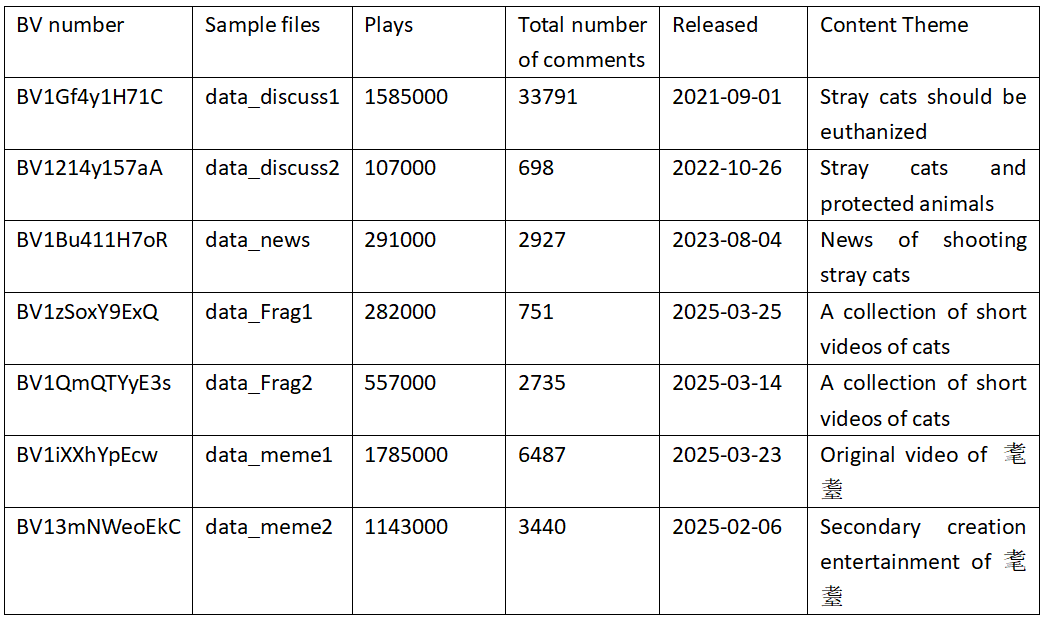 BV number Sample files Plays Total number Released Content Theme
of comments
BV1Gf4y1H71C data_discuss1 1585000 33791 2021-09-01 Stray cats should be
euthanized
BV1214y157aA data_discuss2 107000 698 2022-10-26 Stray cats and
protected animals
BV1Bu411H7oR data_news 291000 2927 2023-08-04 News of shooting
stray cats
BV1zSoxY9ExQ data_Frag1 282000 751 2025-03-25 A collection of short
videos of cats
BV1QmQTYyE3s data_Frag2 557000 2735 2025-03-14 A collection of short
videos of cats
BV1iXXhYpEcw data_meme1 1785000 6487 2025-03-23 Original video of 耄
耋
BV13mNWeoEkC data_meme2 1143000 3440 2025-02-06 Secondary creation
entertainment of 耄
耋